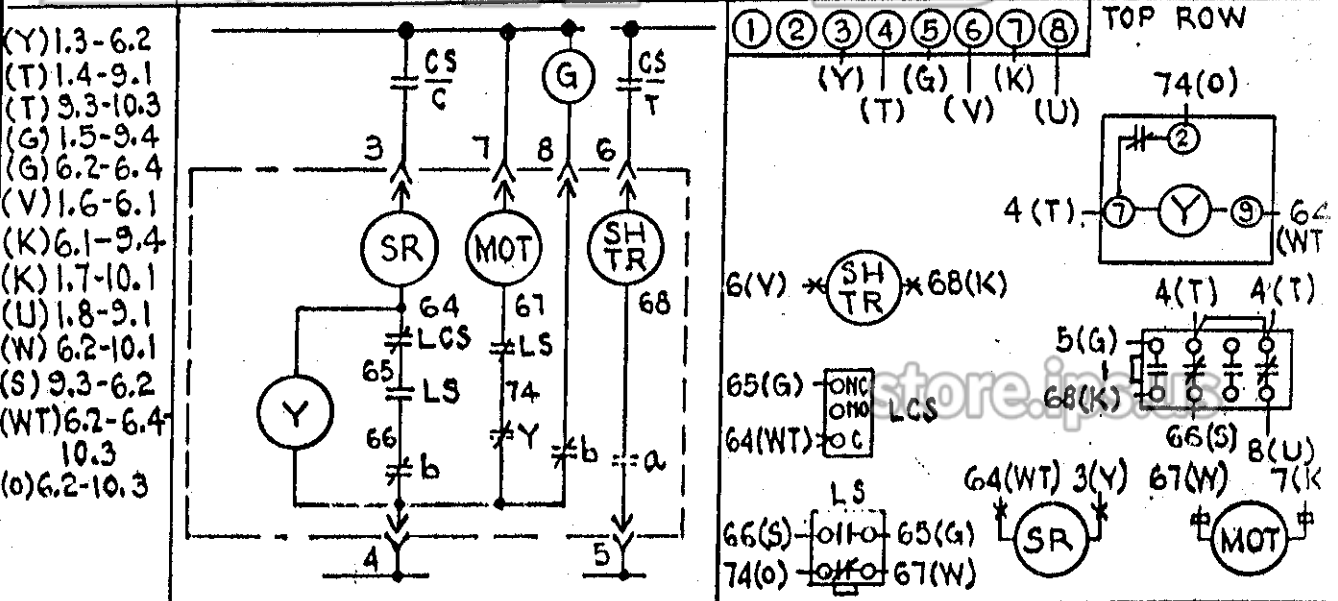 (Y)1.3-6.2
(T)1.4-9.1
(T)9.3-10.3
(G)1.5-9.4
(G)6.2-6.4
(V)1.6-6.1
(K)6.1-9.4
(K)1.7-10.1
(U)1.8-9.1
(W)6.2-10.1
(S)9.3-6.2
(WT)6.2-6.4-
10.3
(O)6.2-10.3
CS
C
G
CS
T
3
7
8
6
SR
MOT
SH
TR
64
67
68
LCS
LS
65
LS
74
Y
66
Y
b
b
a
4
5
1 2 3 4 5 6 7 8
TOP ROW
(Y) (G) (K)
(T) (V) (U)
74(O)
2
4(T)
7
Y
9
64
(WT
6(V)
SH
TR
68(K)
4(T) 4(T)
5(G)
68(K)
66(S)
8(U)
65(G)
NC
NO
LCS
64(WT)
C
store.ips.us
LS
66(S)
65(G)
74(O)
67(W)
64(WT) 3(Y)
SR
67(W) 7(K
MOT